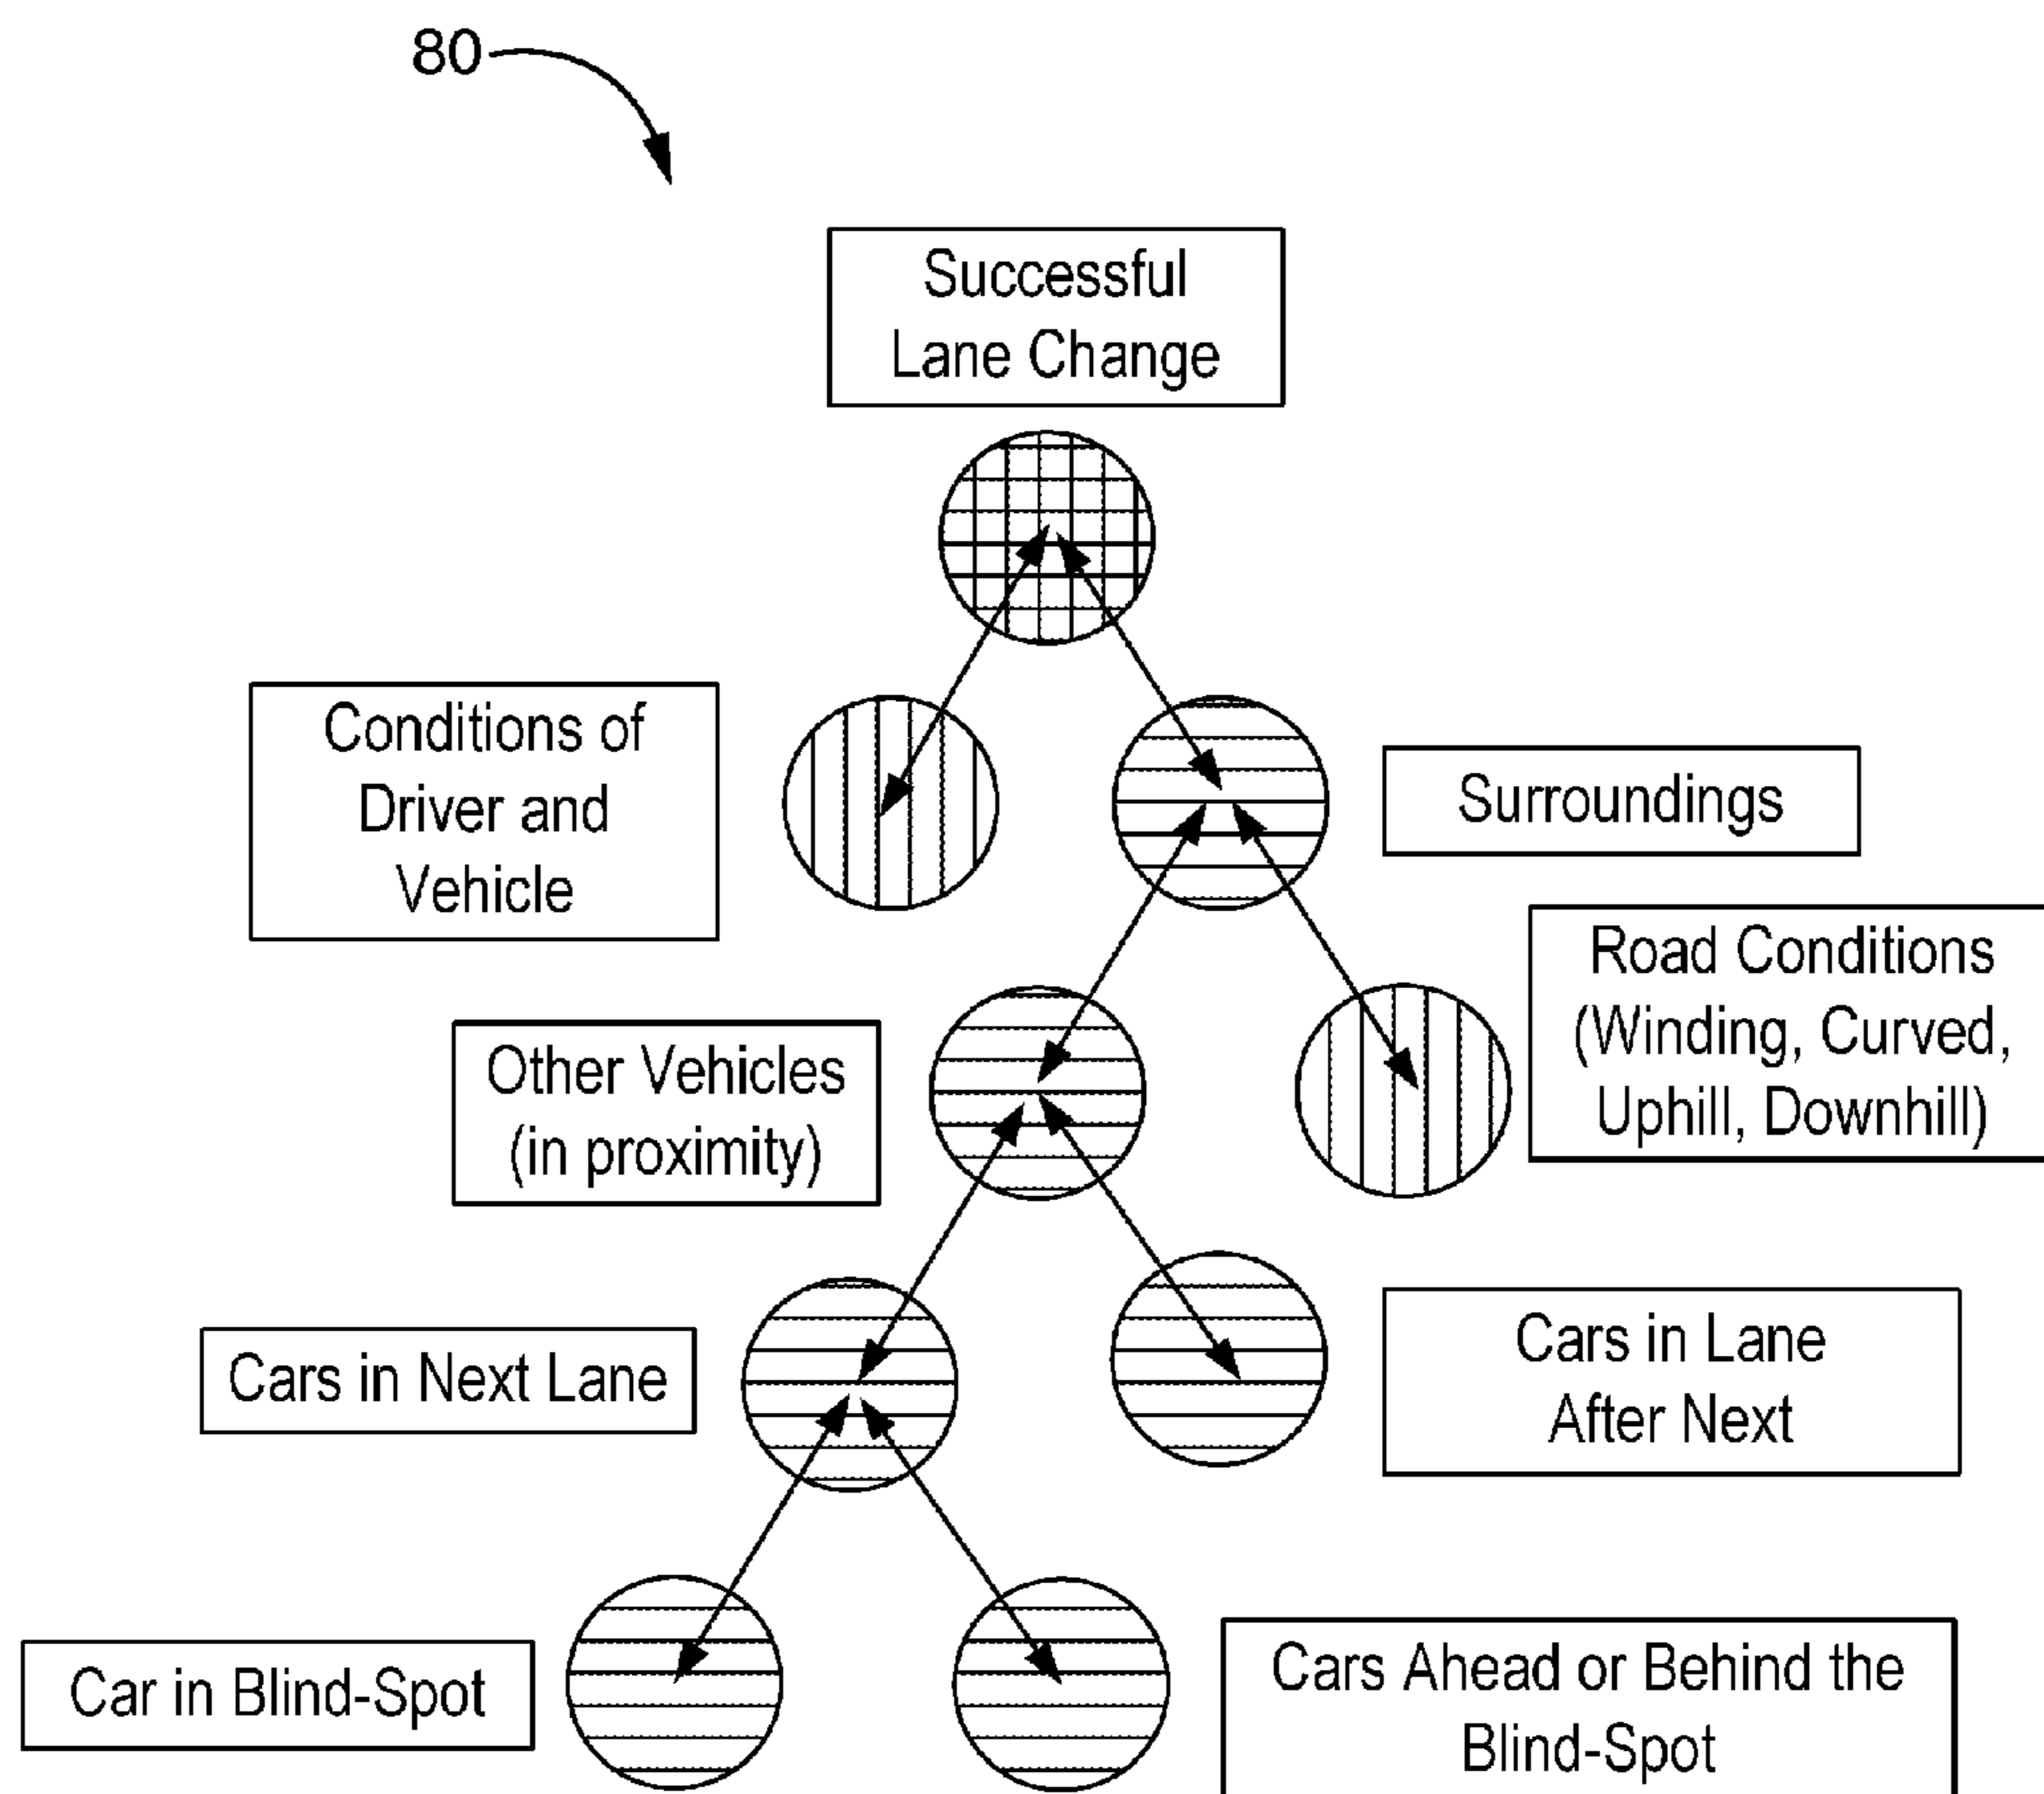 80
Successful
Lane Change
Conditions of
Driver and
Vehicle
Surroundings
Road Conditions
(Winding, Curved,
Uphill, Downhill)
Other Vehicles
(in proximity)
Cars in Next Lane
Cars in Lane
After Next
Car in Blind-Spot
Cars Ahead or Behind the
Blind-Spot